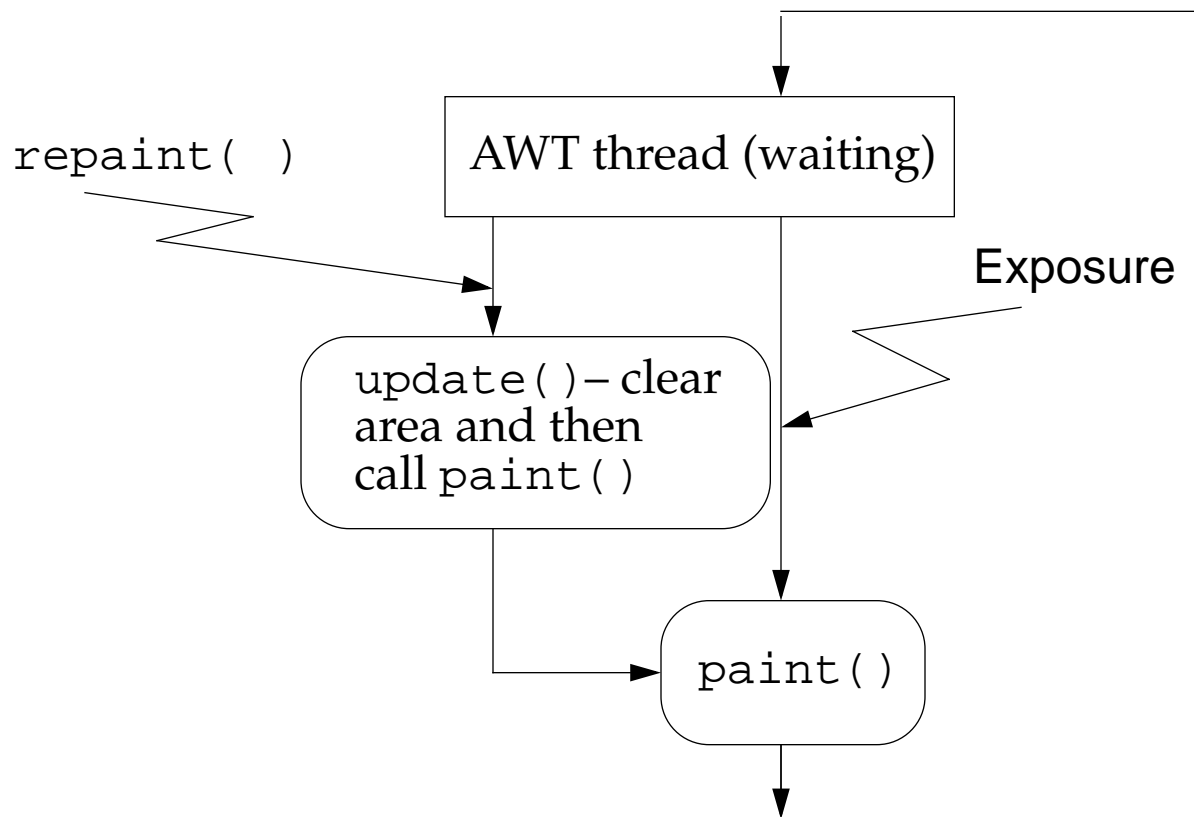 AWT thread (waiting)
repaint( )
Exposure
update()– clear
area and then
call paint()
paint()